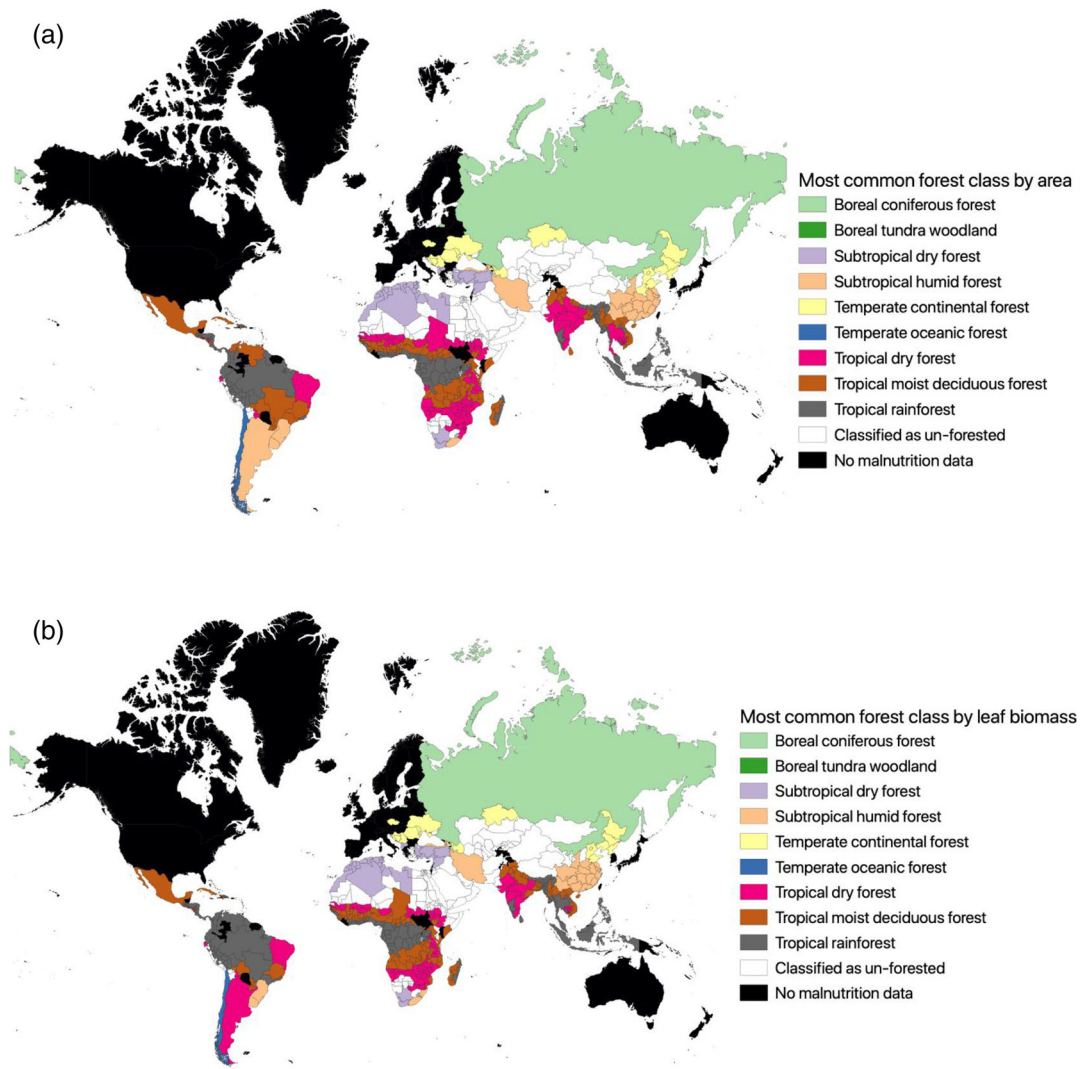 (a)
Most common forest class by area
Boreal coniferous forest
Boreal tundra woodland
Subtropical dry forest
Subtropical humid forest
Temperate continental forest
Temperate oceanic forest
Tropical dry forest
Tropical moist deciduous forest
Tropical rainforest
Classified as un-forested
No malnutrition data
(b)
Most common forest class by leaf biomass
Boreal coniferous forest
Boreal tundra woodland
Subtropical dry forest
Subtropical humid forest
Temperate continental forest
Temperate oceanic forest
Tropical dry forest
Tropical moist deciduous forest
Tropical rainforest
Classified as un-forested
No malnutrition data